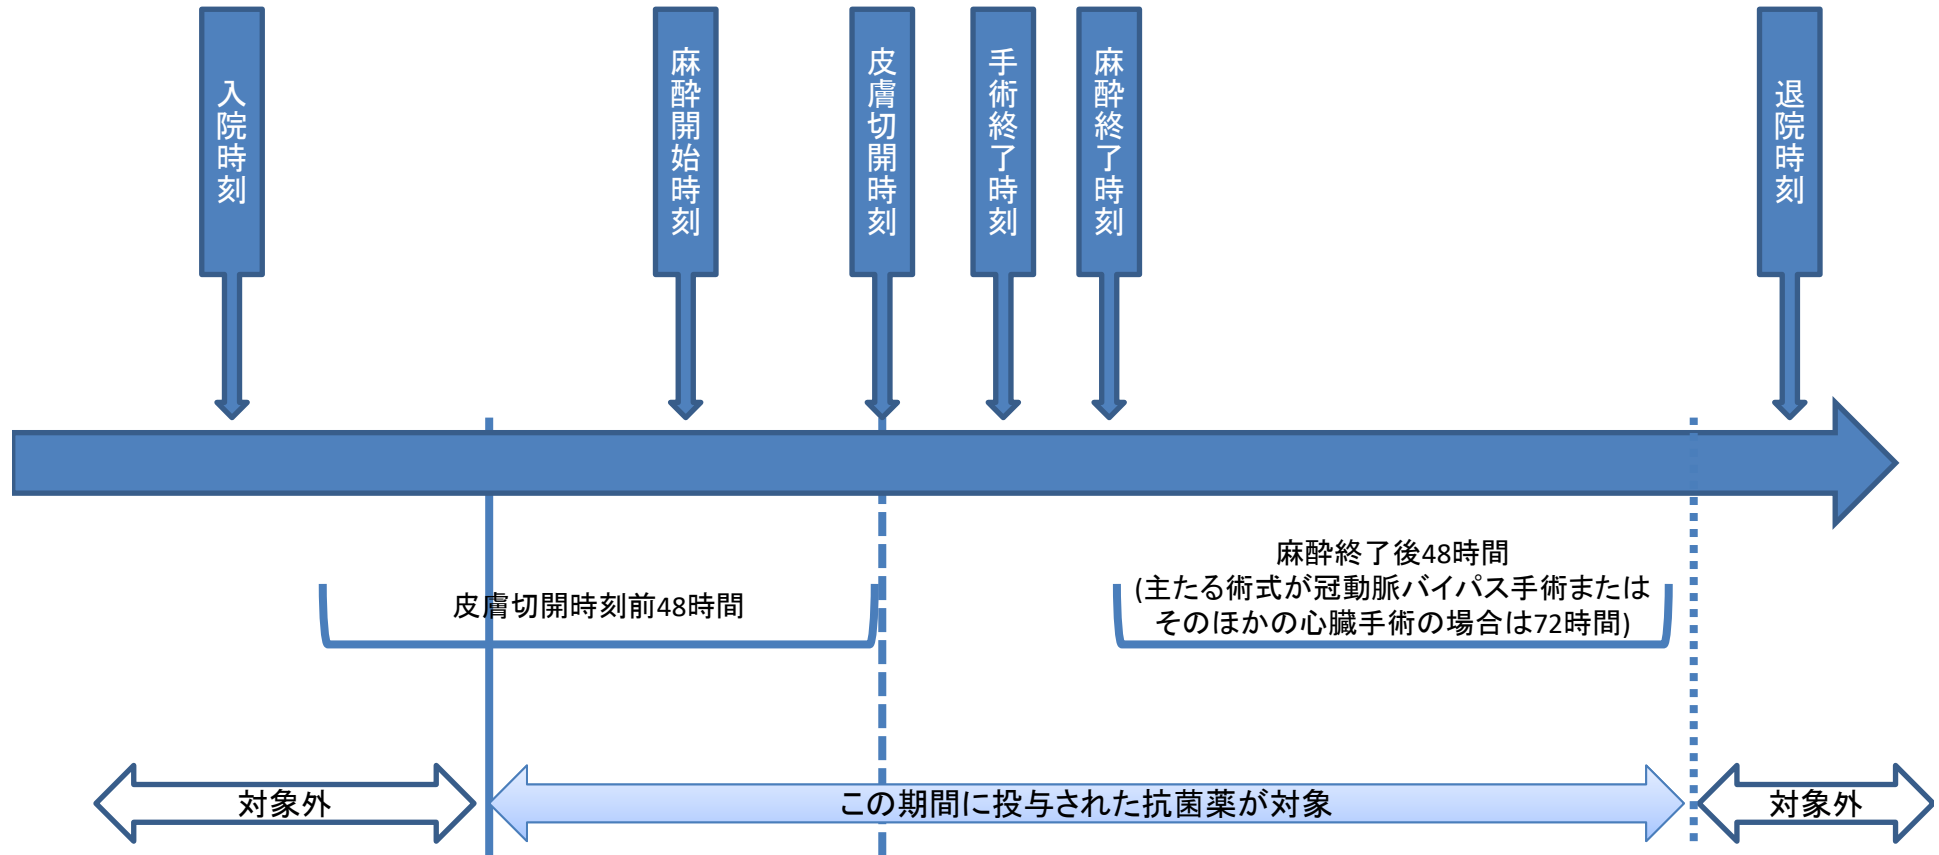 入院時刻
麻酔開始時刻
皮膚切開時刻
手術終了時刻
麻酔終了時刻
退院時刻
皮膚切開時刻前48時間
麻酔終了後48時間
(主たる術式が冠動脈バイパス手術または
そのほかの心臓手術の場合は72時間)
対象外
この期間に投与された抗菌薬が対象
対象外